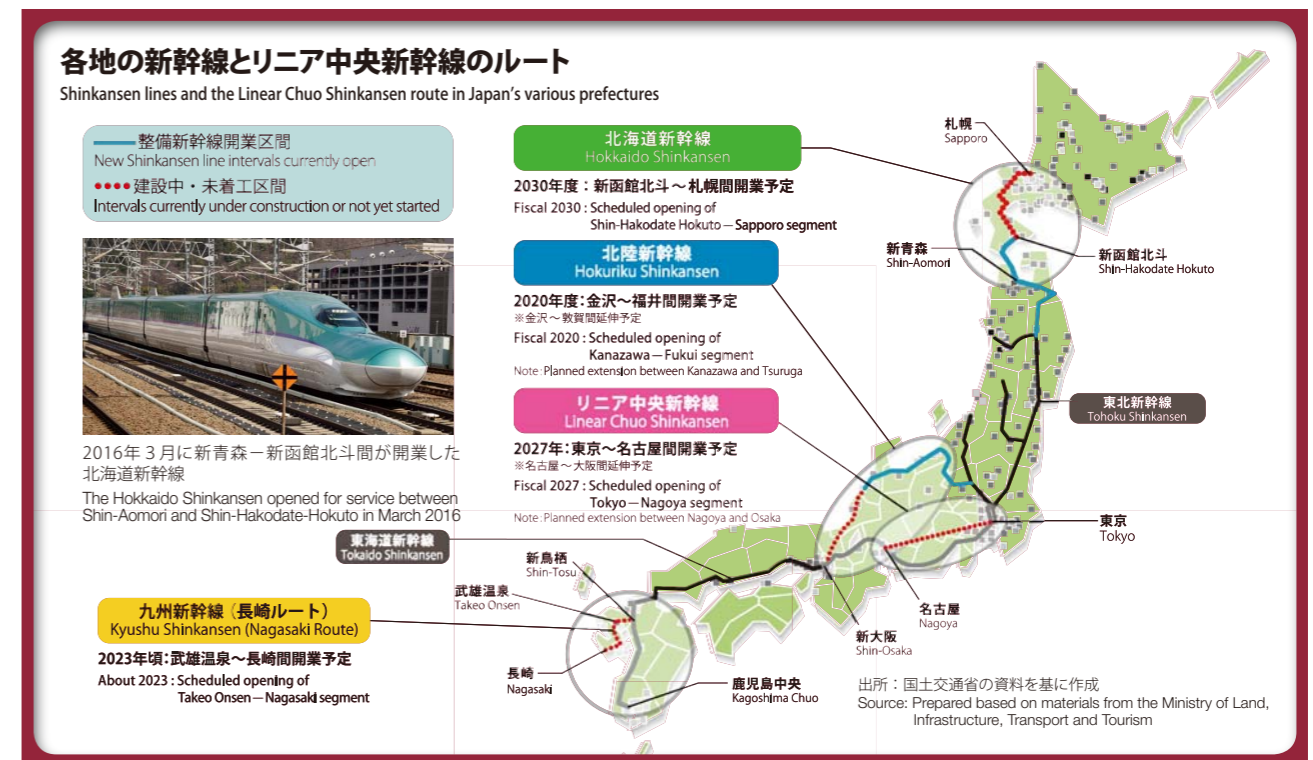 各地の新幹線とリニア中央新幹線のルート
Shinkansen lines and the Linear Chuo Shinkansen route in Japan's various prefectures
整備新幹線開業区間
New Shinkansen line intervals currently open
建設中・未着工区間
Intervals currently under construction or not yet started
2016年3月に新青森－新函館北斗間が開業した
北海道新幹線
The Hokkaido Shinkansen opened for service between
Shin-Aomori and Shin-Hakodate-Hokuto in March 2016
北海道新幹線
Hokkaido Shinkansen
2030年度：新函館北斗～札幌間開業予定
Fiscal 2030 : Scheduled opening of
Shin-Hakodate Hokuto — Sapporo segment
北陸新幹線
Hokuriku Shinkansen
2020年度：金沢～福井間開業予定
※金沢～敦賀間延伸予定
Fiscal 2020 : Scheduled opening of
Kanazawa — Fukui segment
Note : Planned extension between Kanazawa and Tsuruga
リニア中央新幹線
Linear Chuo Shinkansen
2027年：東京～名古屋間開業予定
※名古屋～大阪間延伸予定
Fiscal 2027 : Scheduled opening of
Tokyo — Nagoya segment
Note : Planned extension between Nagoya and Osaka
東海道新幹線
Tokaido Shinkansen
九州新幹線（長崎ルート）
Kyushu Shinkansen (Nagasaki Route)
2023年頃：武雄温泉～長崎間開業予定
About 2023 : Scheduled opening of
Takeo Onsen — Nagasaki segment
札幌
Sapporo
新青森
Shin-Aomori
新函館北斗
Shin-Hakodate Hokuto
東北新幹線
Tohoku Shinkansen
東京
Tokyo
名古屋
Nagoya
新大阪
Shin-Osaka
新鳥栖
Shin-Tosu
武雄温泉
Takeo Onsen
長崎
Nagasaki
鹿児島中央
Kagoshima Chuo
出所：国土交通省の資料を基に作成
Source: Prepared based on materials from the Ministry of Land,
Infrastructure, Transport and Tourism